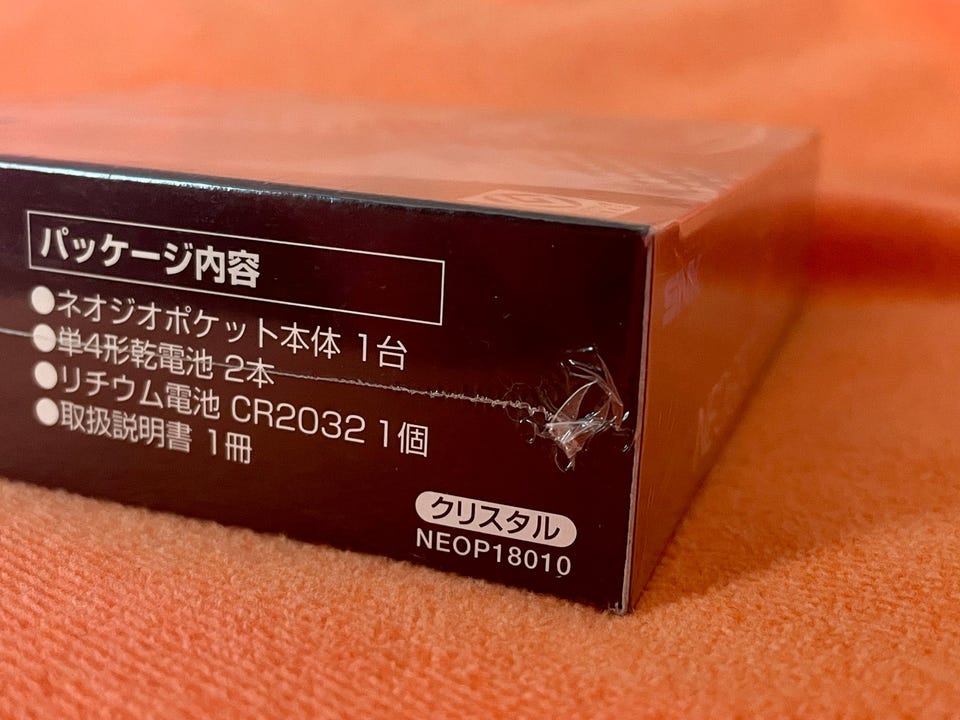 パッケージ内容
●ネオジオポケット本体 1台
●単4形乾電池 2本
●リチウム電池 CR2032 1個
●取扱説明書 1冊
クリスタル
NEOP18010